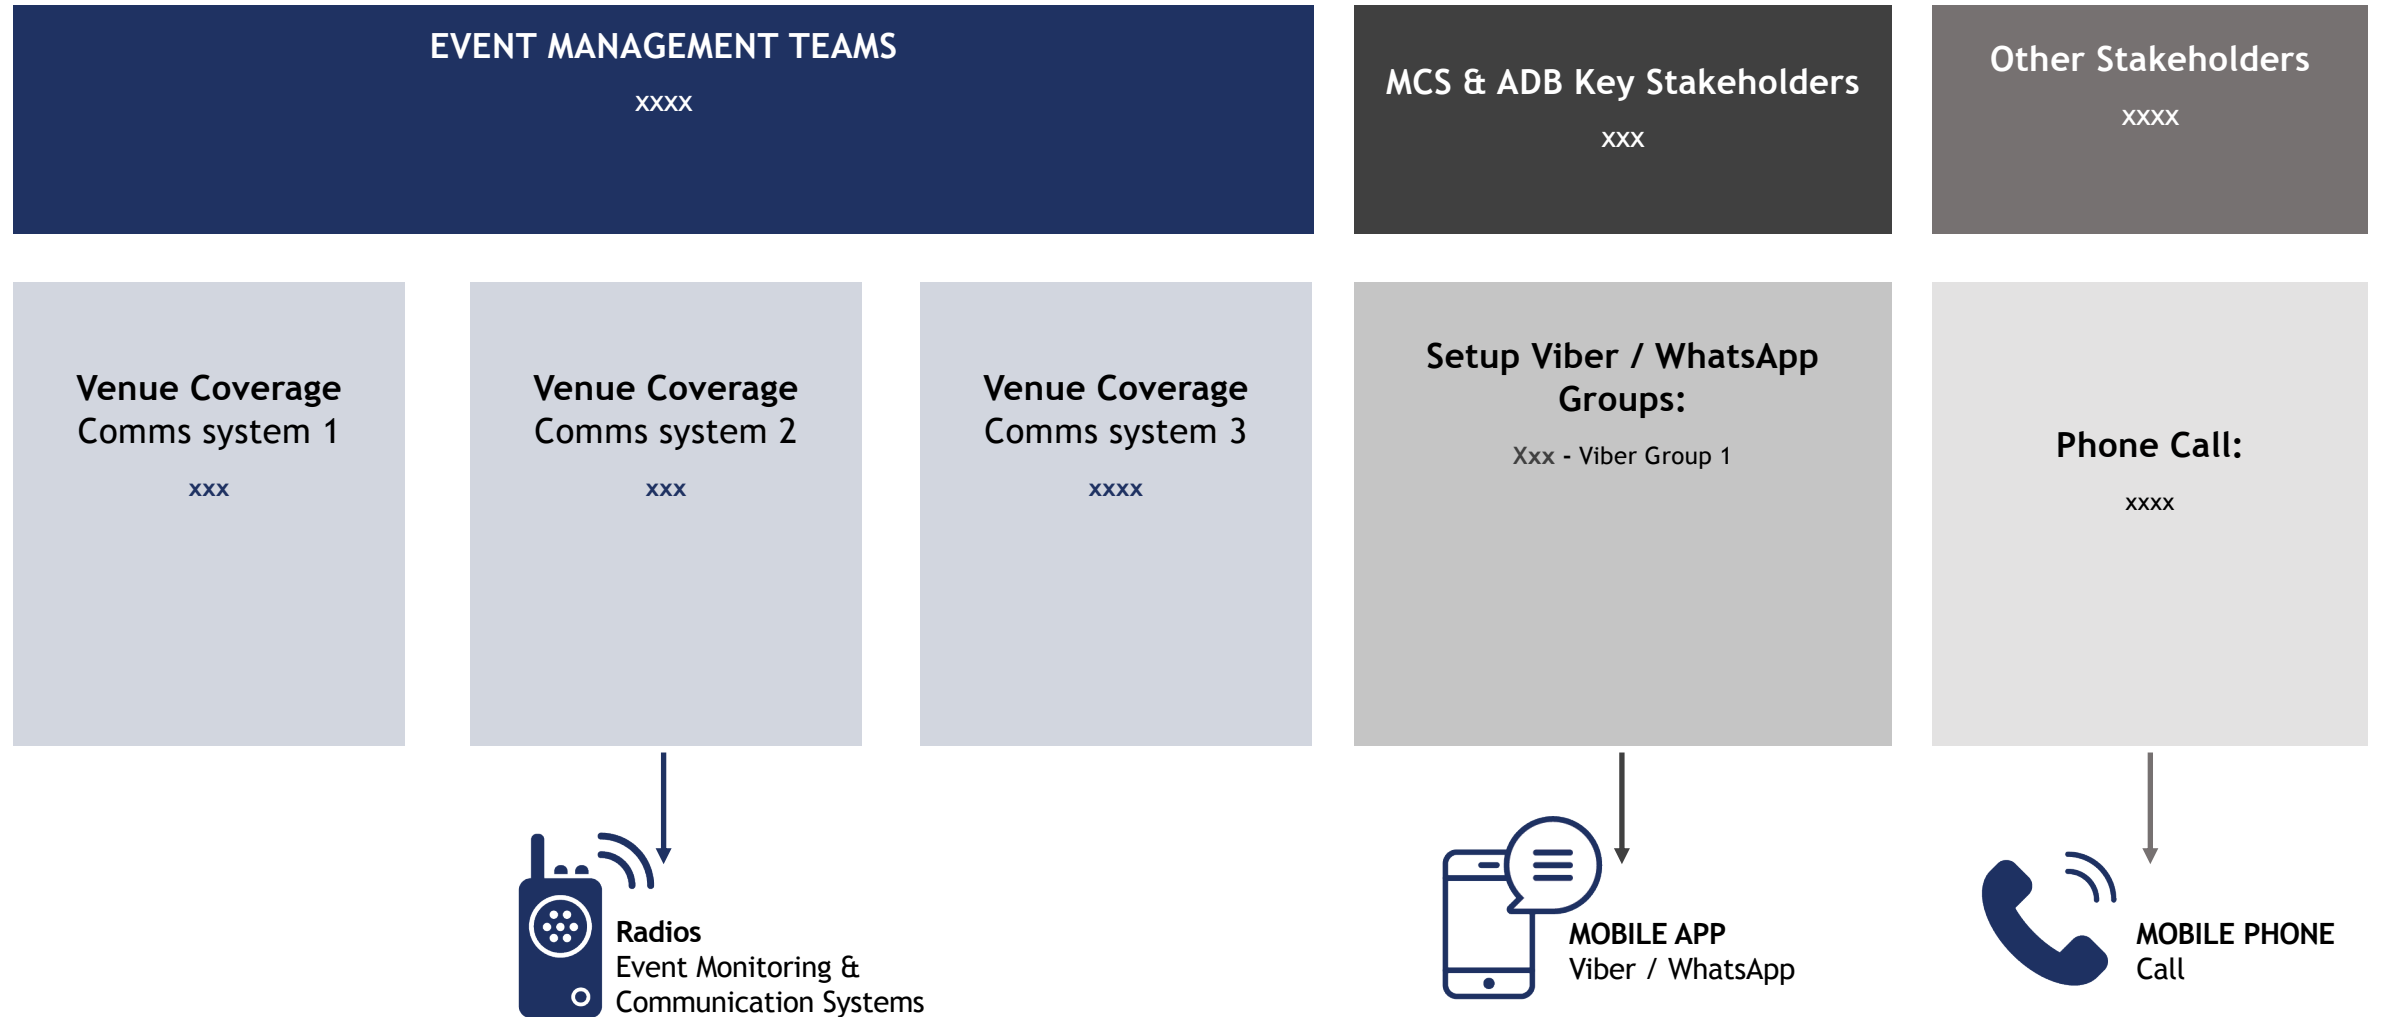 EVENT MANAGEMENT TEAMS
xxxx
MCS & ADB Key Stakeholders
xxx
Other Stakeholders
xxxx
Venue Coverage
Comms system 1
xxx
Venue Coverage
Comms system 2
xxx
Venue Coverage
Comms system 3
xxxx
Setup Viber / WhatsApp
Groups:
Xxx - Viber Group 1
Phone Call:
xxxx
Radios
Event Monitoring &
Communication Systems
MOBILE APP
Viber / WhatsApp
MOBILE PHONE
Call